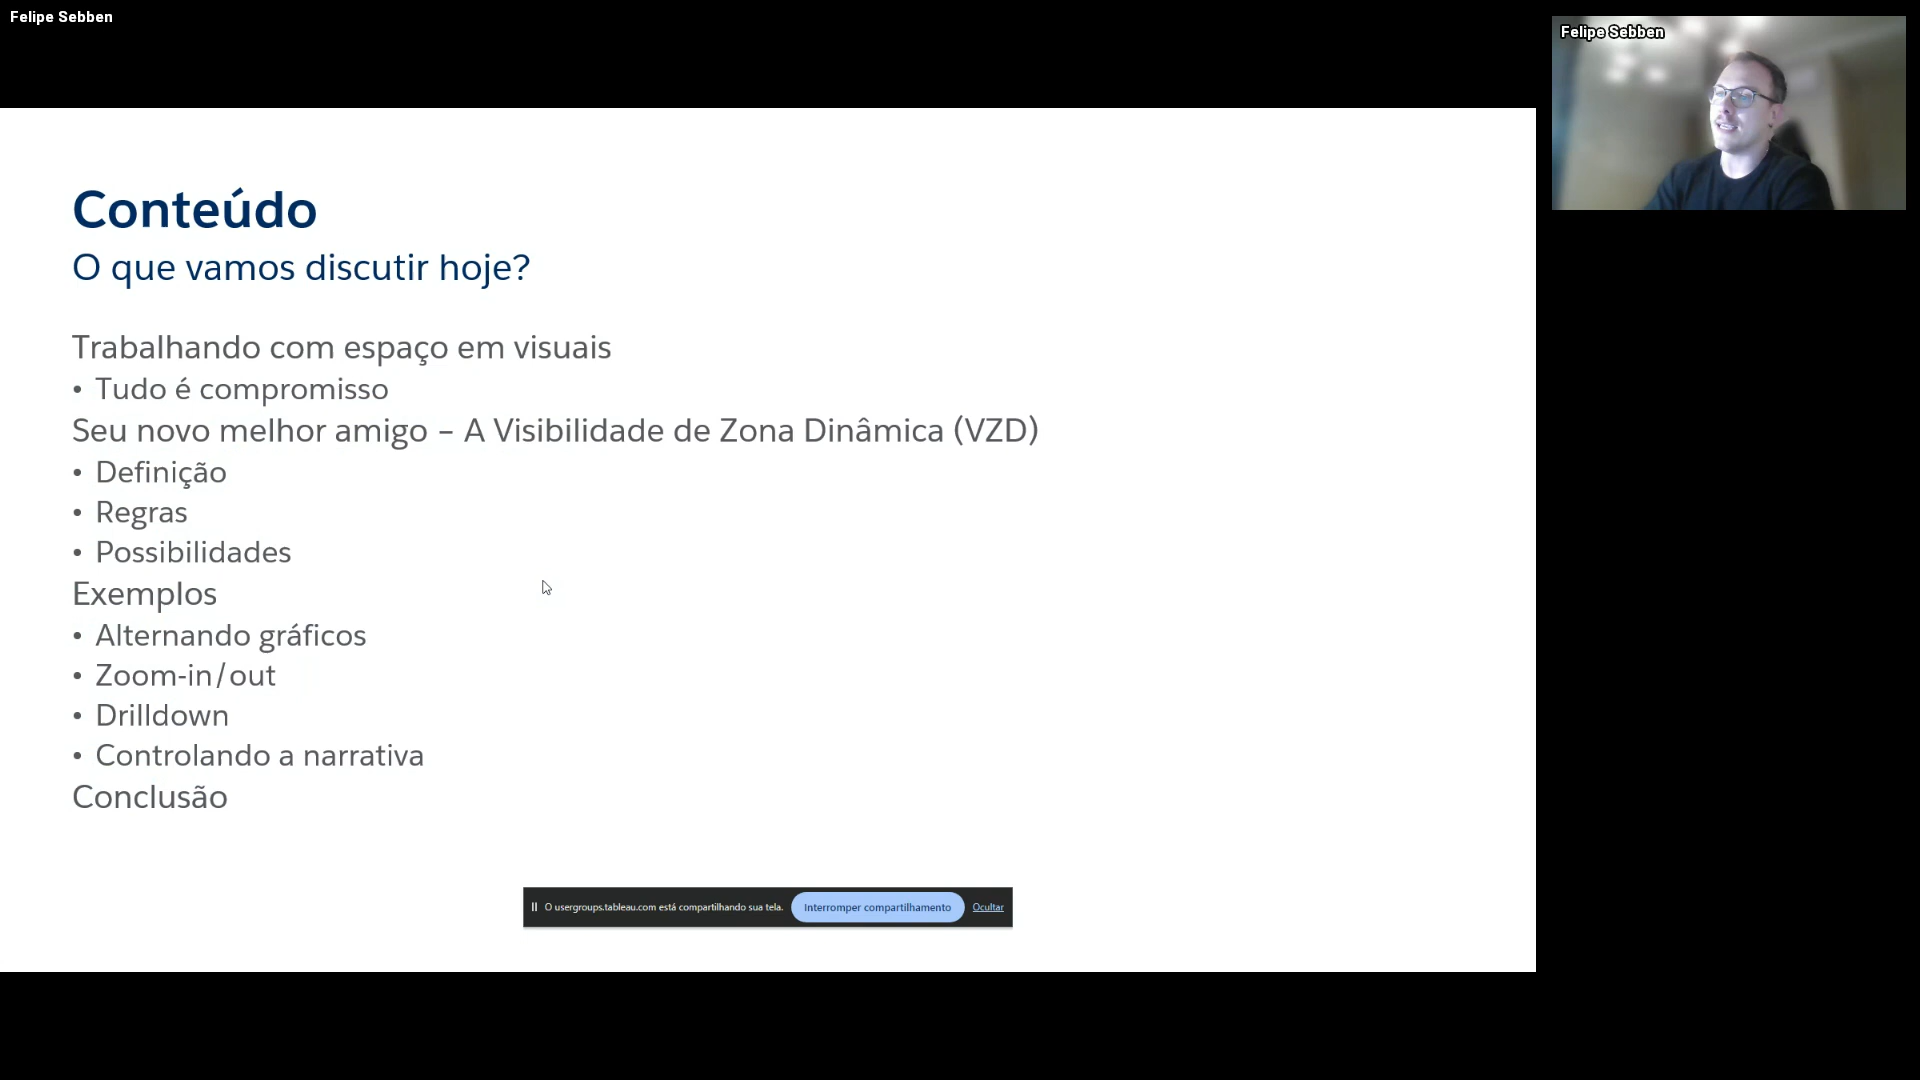 Felipe Sebben
Felipe Sebben
Conteúdo
O que vamos discutir hoje?
Trabalhando com espaço em visuais
• Tudo é compromisso
Seu novo melhor amigo – A Visibilidade de Zona Dinâmica (VZD)
• Definição
• Regras
• Possibilidades
Exemplos
• Alternando gráficos
• Zoom-in/out
• Drilldown
• Controlando a narrativa
Conclusão
O usergroups.tableau.com está compartilhando sua tela. Interromper compartilhamento Ocultar